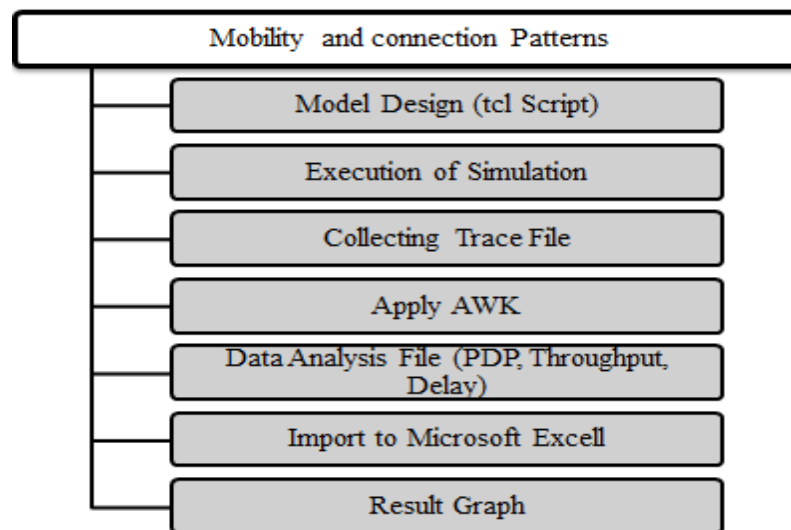 Mobility and connection Patterns
Model Design (tcl Script)
Execution of Simulation
Collecting Trace File
Apply AWK
Data Analysis File (PDP, Throughput,
Delay)
Import to Microsoft Excell
Result Graph